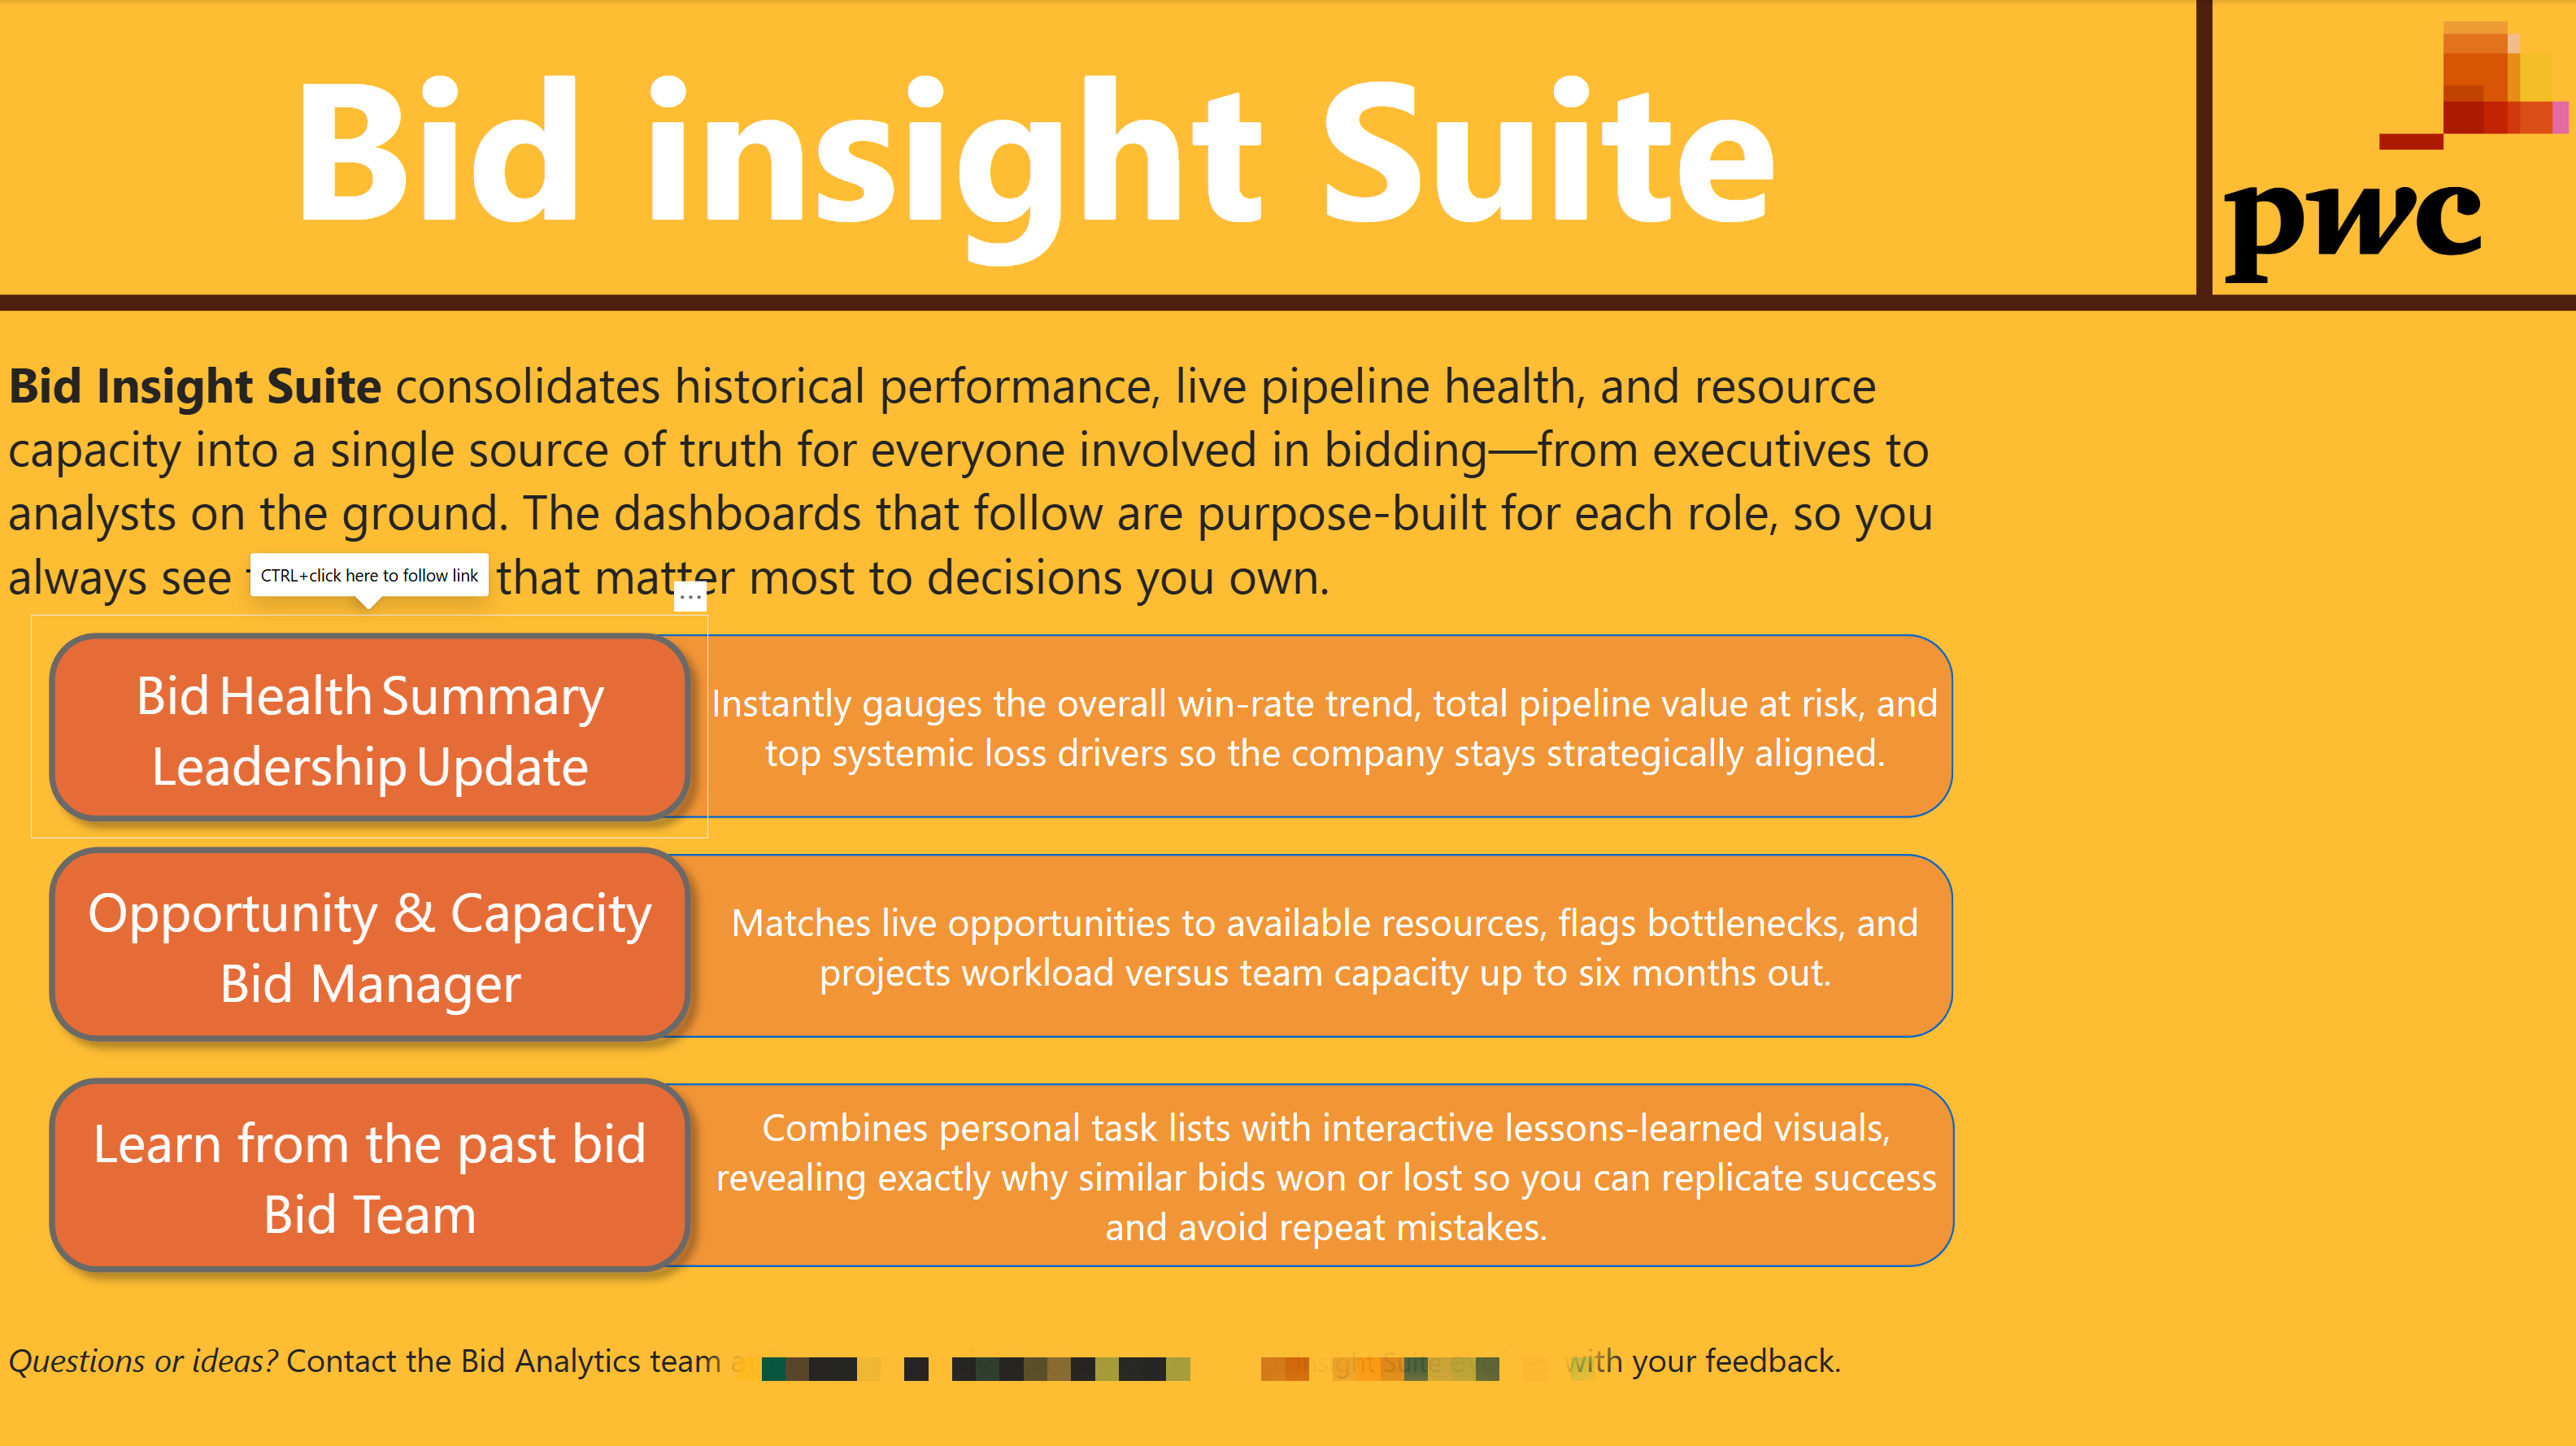 Bid insight Suite
pwc
Bid Insight Suite consolidates historical performance, live pipeline health, and resource
capacity into a single source of truth for everyone involved in bidding—from executives to
analysts on the ground. The dashboards that follow are purpose-built for each role, so you
always see that matter most to decisions you own.
CTRL+click here to follow link
Bid Health Summary
Leadership Update
Instantly gauges the overall win-rate trend, total pipeline value at risk, and
top systemic loss drivers so the company stays strategically aligned.
Opportunity & Capacity
Bid Manager
Matches live opportunities to available resources, flags bottlenecks, and
projects workload versus team capacity up to six months out.
Learn from the past bid
Bid Team
Combines personal task lists with interactive lessons-learned visuals,
revealing exactly why similar bids won or lost so you can replicate success
and avoid repeat mistakes.
Questions or ideas? Contact the Bid Analytics team Insight Suite with your feedback.